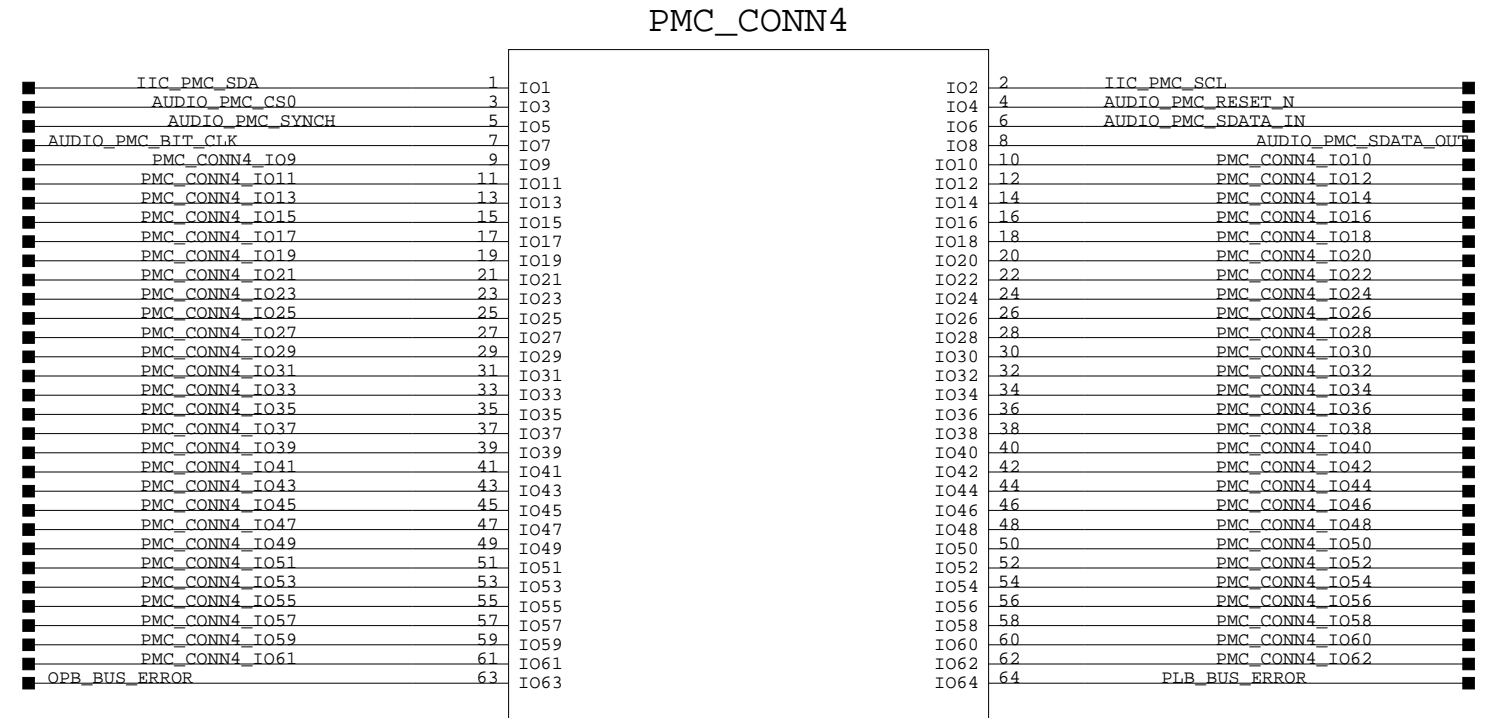 PMC_CONN4
IIC_PMC_SDA 1 IO1 IO2 2 IIC_PMC_SCL
AUDIO_PMC_CS0 3 IO3 IO4 4 AUDIO_PMC_RESET_N
AUDIO_PMC_SYNCH 5 IO5 IO6 6 AUDIO_PMC_SDATA_IN
AUDIO_PMC_BIT_CLK 7 IO7 IO8 8 AUDIO_PMC_SDATA_OUT
PMC_CONN4_IO9 9 IO9 IO10 10 PMC_CONN4_IO10
PMC_CONN4_IO11 11 IO11 IO12 12 PMC_CONN4_IO12
PMC_CONN4_IO13 13 IO13 IO14 14 PMC_CONN4_IO14
PMC_CONN4_IO15 15 IO15 IO16 16 PMC_CONN4_IO16
PMC_CONN4_IO17 17 IO17 IO18 18 PMC_CONN4_IO18
PMC_CONN4_IO19 19 IO19 IO20 20 PMC_CONN4_IO20
PMC_CONN4_IO21 21 IO21 IO22 22 PMC_CONN4_IO22
PMC_CONN4_IO23 23 IO23 IO24 24 PMC_CONN4_IO24
PMC_CONN4_IO25 25 IO25 IO26 26 PMC_CONN4_IO26
PMC_CONN4_IO27 27 IO27 IO28 28 PMC_CONN4_IO28
PMC_CONN4_IO29 29 IO29 IO30 30 PMC_CONN4_IO30
PMC_CONN4_IO31 31 IO31 IO32 32 PMC_CONN4_IO32
PMC_CONN4_IO33 33 IO33 IO34 34 PMC_CONN4_IO34
PMC_CONN4_IO35 35 IO35 IO36 36 PMC_CONN4_IO36
PMC_CONN4_IO37 37 IO37 IO38 38 PMC_CONN4_IO38
PMC_CONN4_IO39 39 IO39 IO40 40 PMC_CONN4_IO40
PMC_CONN4_IO41 41 IO41 IO42 42 PMC_CONN4_IO42
PMC_CONN4_IO43 43 IO43 IO44 44 PMC_CONN4_IO44
PMC_CONN4_IO45 45 IO45 IO46 46 PMC_CONN4_IO46
PMC_CONN4_IO47 47 IO47 IO48 48 PMC_CONN4_IO48
PMC_CONN4_IO49 49 IO49 IO50 50 PMC_CONN4_IO50
PMC_CONN4_IO51 51 IO51 IO52 52 PMC_CONN4_IO52
PMC_CONN4_IO53 53 IO53 IO54 54 PMC_CONN4_IO54
PMC_CONN4_IO55 55 IO55 IO56 56 PMC_CONN4_IO56
PMC_CONN4_IO57 57 IO57 IO58 58 PMC_CONN4_IO58
PMC_CONN4_IO59 59 IO59 IO60 60 PMC_CONN4_IO60
PMC_CONN4_IO61 61 IO61 IO62 62 PMC_CONN4_IO62
OPB_BUS_ERROR 63 IO63 IO64 64 PLB_BUS_ERROR